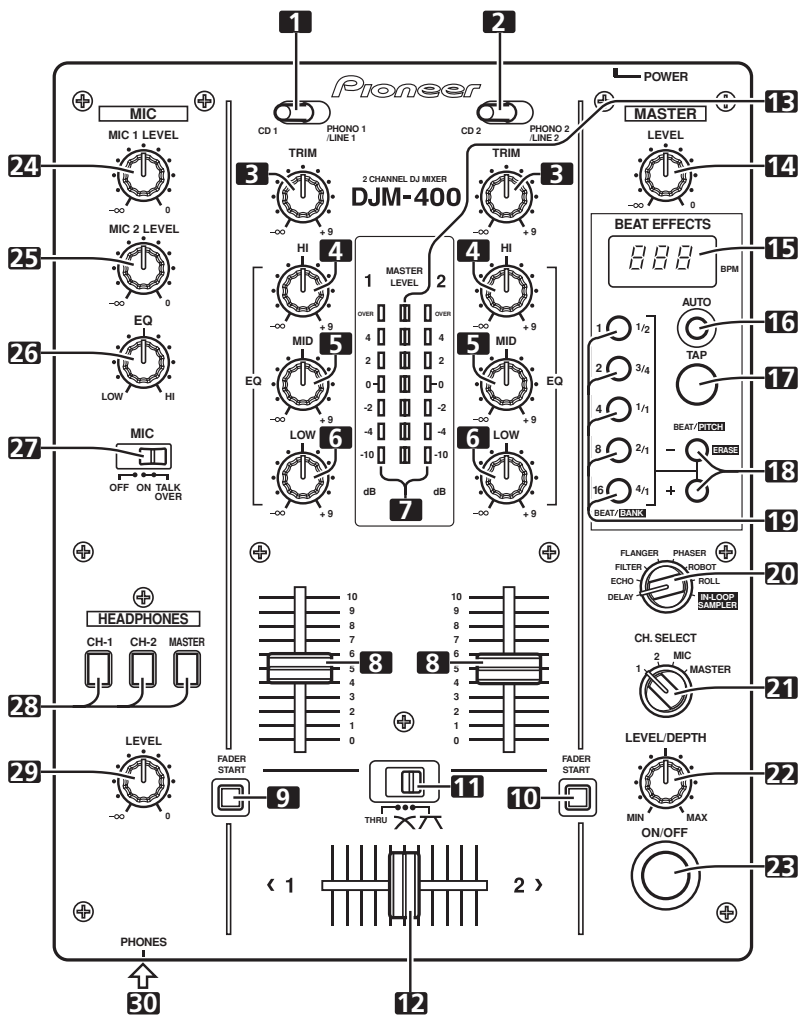 1
2
POWER
Pioneer
13
MIC
MASTER
CD 1
PHONO 1
/LINE 1
CD 2
PHONO 2
/LINE 2
MIC 1 LEVEL
TRIM
TRIM
LEVEL
24
3
2 CHANNEL DJ MIXER
DJM-400
3
14
-∞ 0
-∞ +9
-∞ +9
-∞ 0
MIC 2 LEVEL
HI
HI
BEAT EFFECTS
25
4
1
MASTER
LEVEL
2
4
888
BPM
15
-∞ 0
-∞ +9
-∞ +9
EQ
OVER
OVER
AUTO
26
MID
5
4
4
5
MID
1
1/2
16
LOW HI
EQ
2
2
EQ
TAP
0
0
2
3/4
17
-∞ +9
-2
-2
-∞ +9
4
1/1
MIC
LOW
6
-4
-4
6
LOW
BEAT/PITCH
27
-10
-10
8
2/1
−
ERASE
18
OFF ON TALK
OVER
dB
7
dB
16
4/1
+
-∞ +9
-∞ +9
BEAT/BANK
19
FLANGER
PHASER
FILTER
ROBOT
20
ECHO
ROLL
DELAY
IN-LOOP
SAMPLER
HEADPHONES
CH-1
CH-2
MASTER
28
10
9
8
7
6
5
4
3
2
1
0
8
8
10
9
8
7
6
5
4
3
2
1
0
CH. SELECT
1
2
MIC
MASTER
21
LEVEL
29
-∞ 0
FADER
START
9
11
THRU
FADER
START
10
LEVEL/DEPTH
22
MIN MAX
ON/OFF
23
‹ 1
2 ›
PHONES
30
12